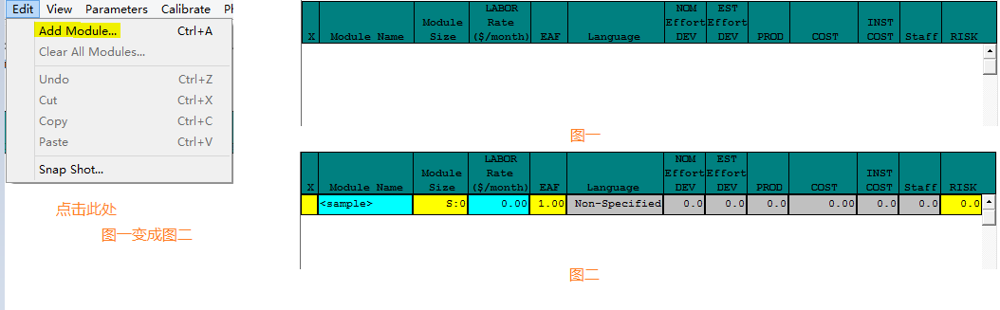 Edit View Parameters Calibrate
Add Module... Ctrl+A
Clear All Modules...
Undo Ctrl+Z
Cut Ctrl+X
Copy Ctrl+C
Paste Ctrl+V
Snap Shot...
点击此处
图一变成图二
LABOR NOM EST
Module Rate Effort Effort INST
X Module Name Size ($/month) EAF Language DEV DEV PROD COST COST Staff RISK
图一
LABOR NOM EST
Module Rate Effort Effort INST
X Module Name Size ($/month) EAF Language DEV DEV PROD COST COST Staff RISK
<sample> S:0 0.00 1.00 Non-Specified 0.0 0.0 0.0 0.00 0.0 0.0 0.0
图二